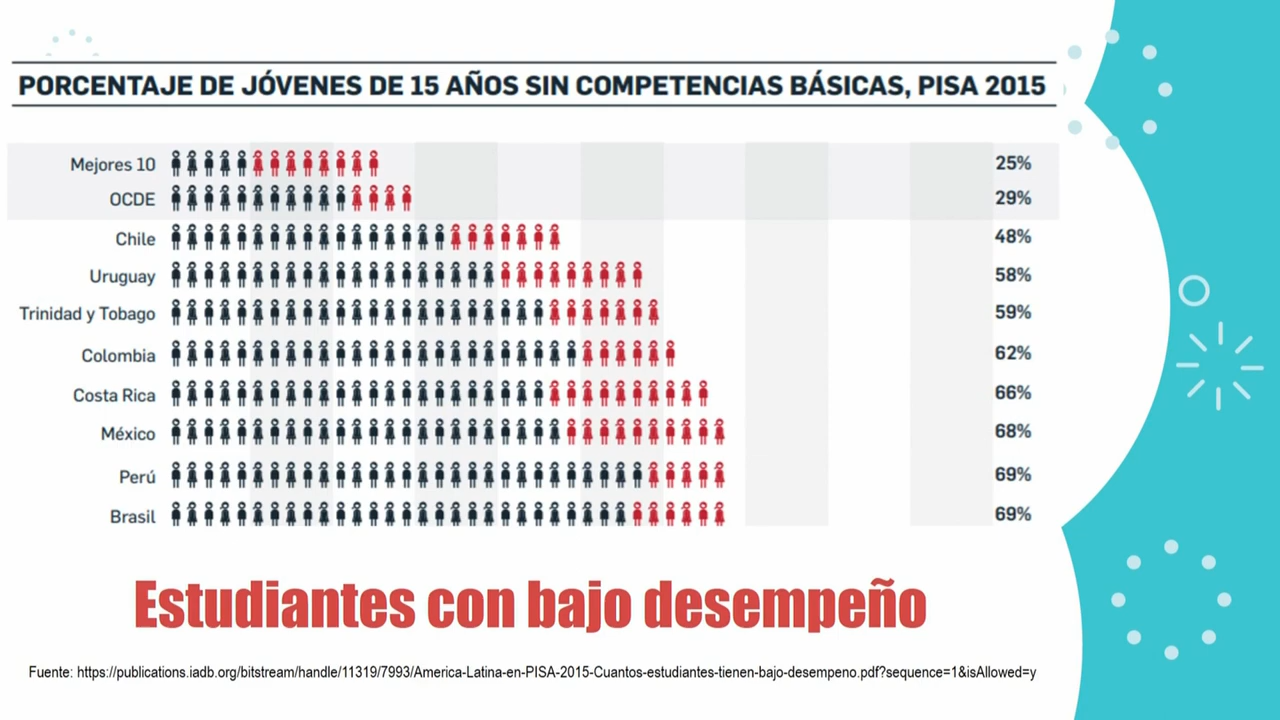 PORCENTAJE DE JÓVENES DE 15 AÑOS SIN COMPETENCIAS BÁSICAS, PISA 2015
Mejores 10 25%
OCDE 29%
Chile 48%
Uruguay 58%
Trinidad y Tobago 59%
Colombia 62%
Costa Rica 66%
México 68%
Perú 69%
Brasil 69%
Estudiantes con bajo desempeño
Fuente: https://publications.iadb.org/bitstream/handle/11319/7993/America-Latina-en-PISA-2015-Cuantos-estudiantes-tienen-bajo-desempeno.pdf?sequence=1&isAllowed=y